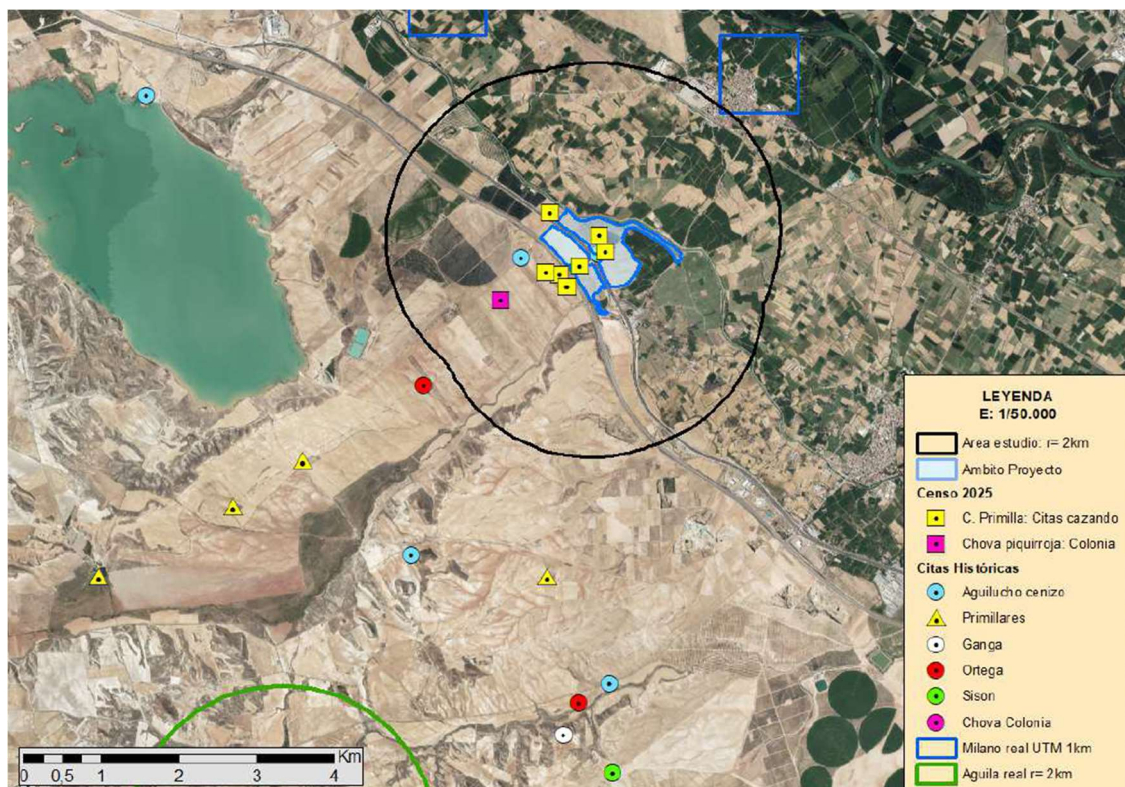 LEYENDA
E: 1/50.000
Area estudio: r= 2km
Ambito Proyecto
Censo 2025
C. Primilla: Citas cazando
Chova piquirroja: Colonia
Citas Históricas
Aguilucho cenizo
Primillares
Ganga
Ortega
Sison
Chova Colonia
Milano real UTM 1km
Aguila real r= 2km
Km
0 0,5 1 2 3 4